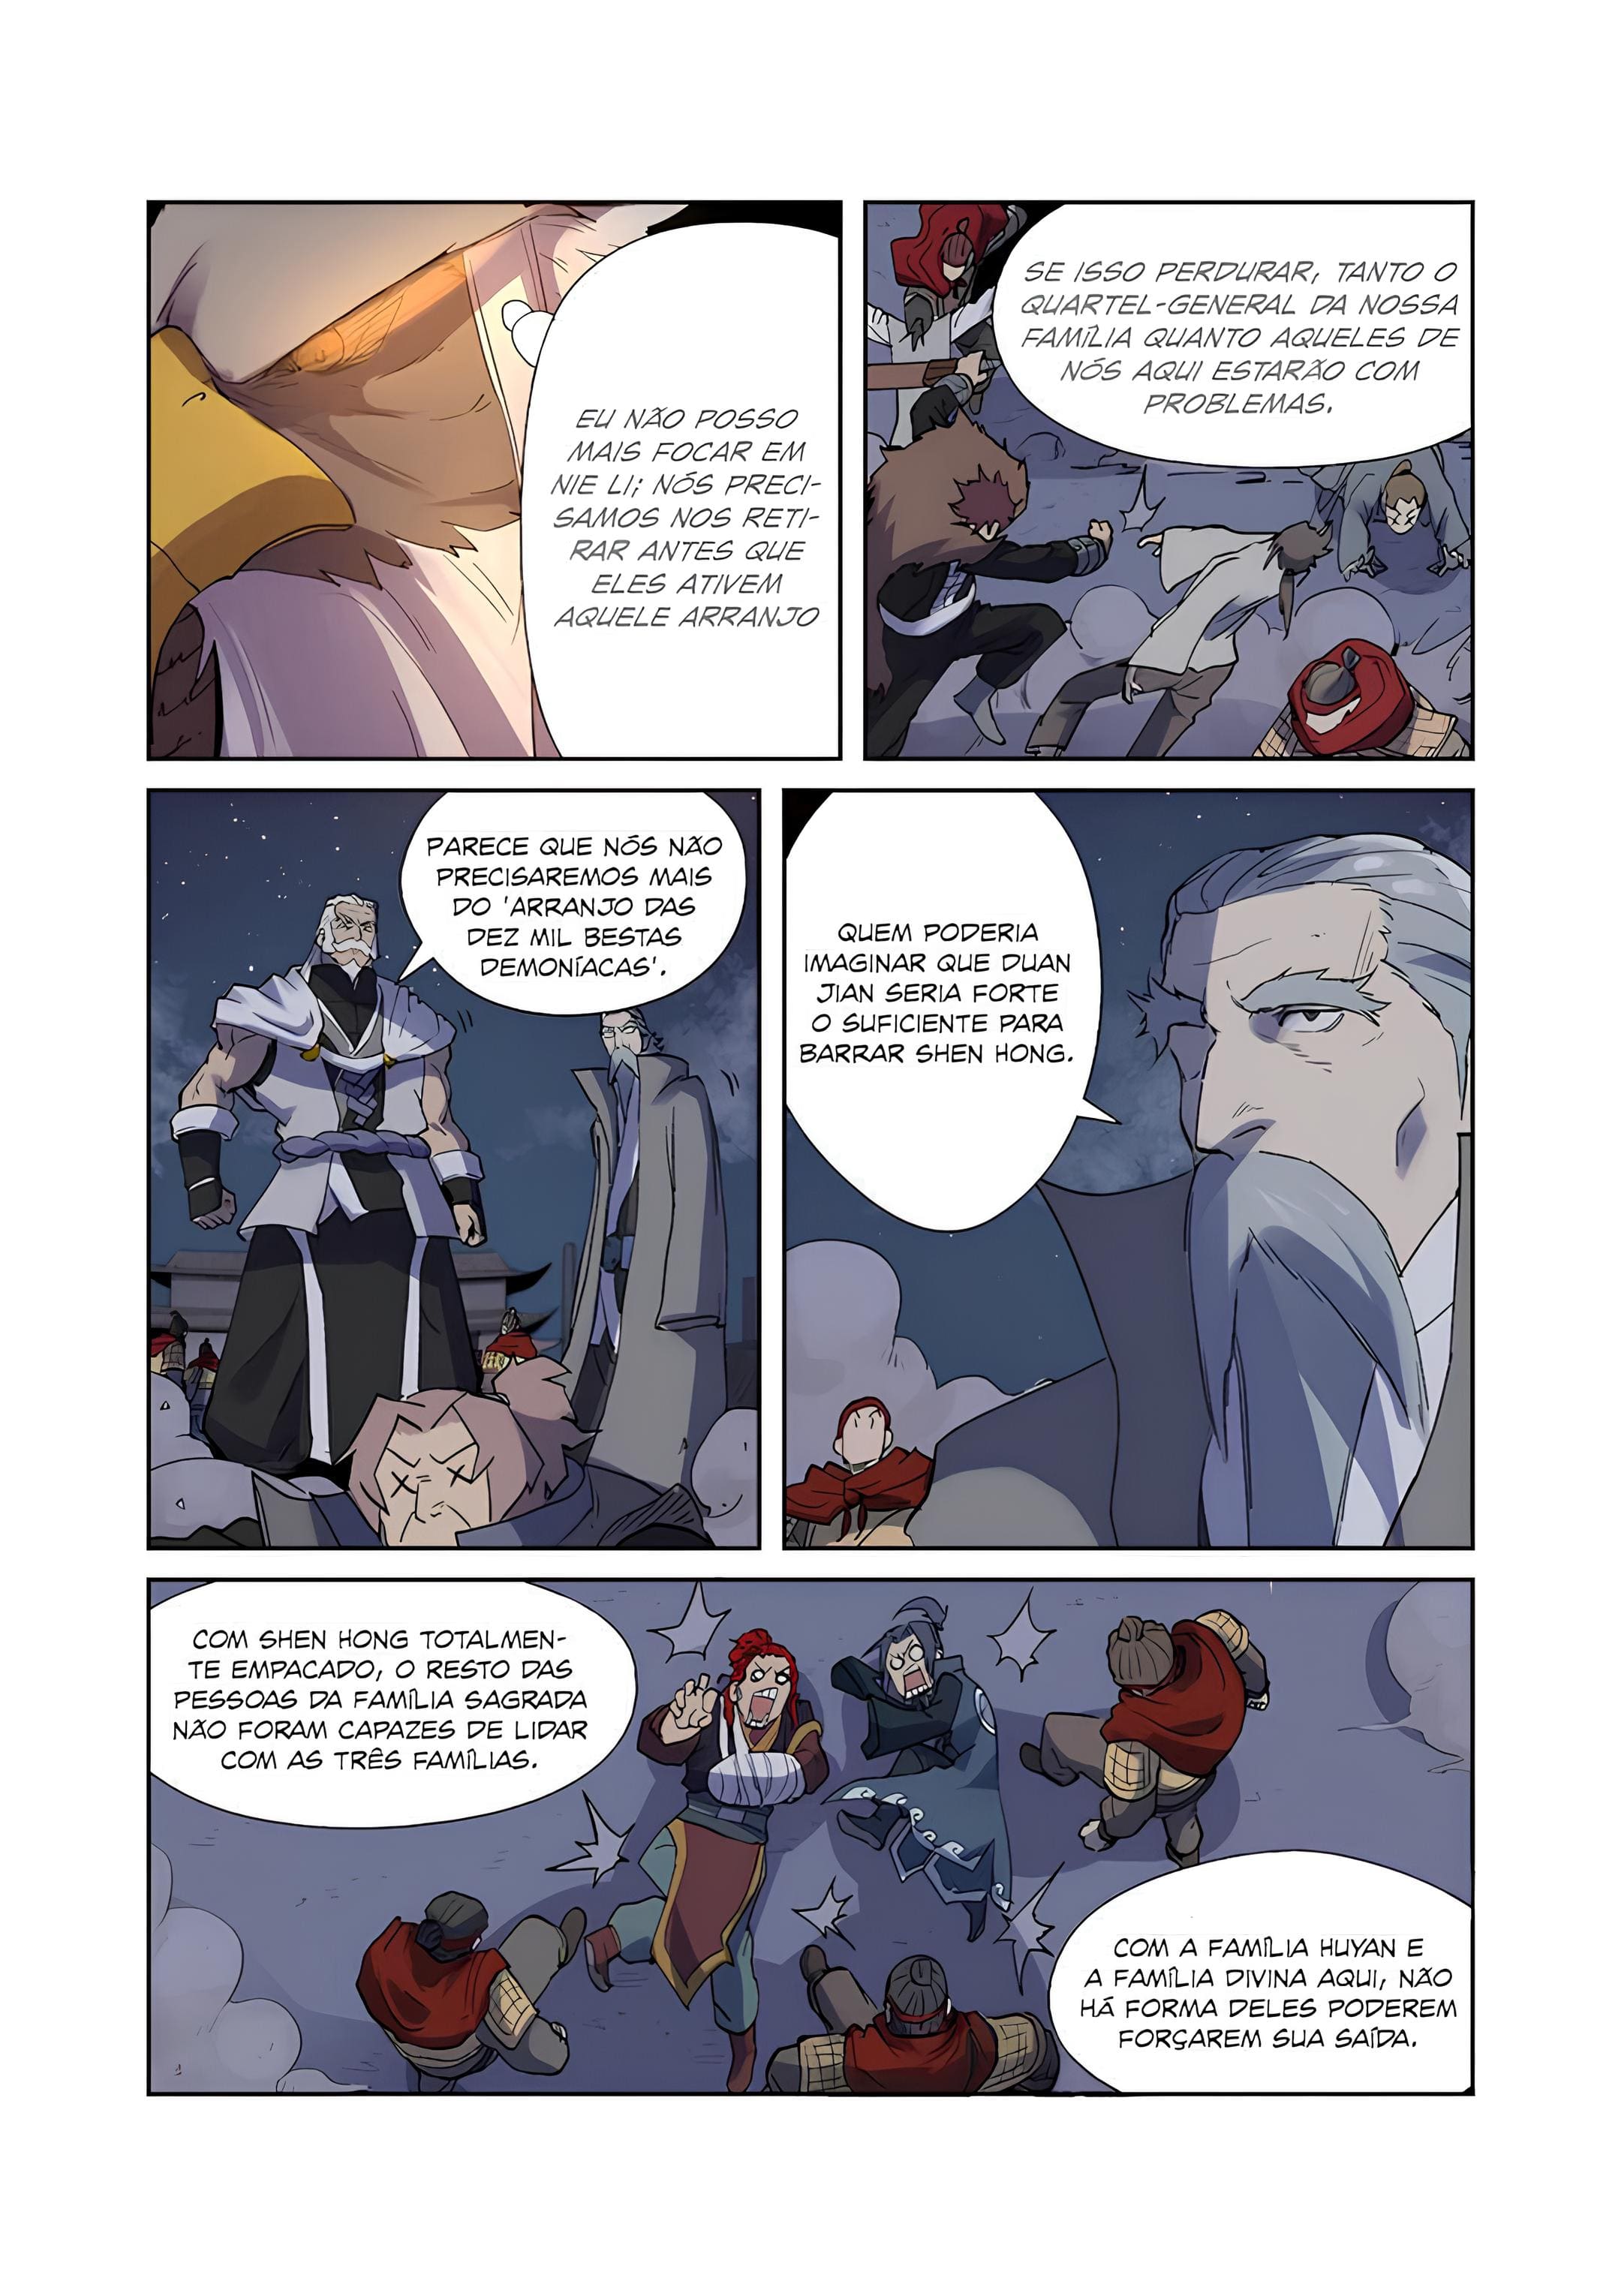 EU NÃO POSSO
MAIS FOCAR EM
NIE LI; NÓS PRECI-
SAMOS NOS RETI-
RAR ANTES QUE
ELES ATIVEM
AQUELE ARRANJO
SE ISSO PERDURAR, TANTO O
QUARTEL-GENERAL DA NOSSA
FAMÍLIA QUANTO AQUELES DE
NÓS AQUI ESTARÃO COM
PROBLEMAS.
PARECE QUE NÓS NÃO
PRECISAREMOS MAIS
DO 'ARRANJO DAS
DEZ MIL BESTAS
DEMONÍACAS'.
QUEM PODERIA
IMAGINAR QUE DUAN
JIAN SERIA FORTE
O SUFICIENTE PARA
BARRAR SHEN HONG.
COM SHEN HONG TOTALMEN-
TE EMPACADO, O RESTO DAS
PESSOAS DA FAMÍLIA SAGRADA
NÃO FORAM CAPAZES DE LIDAR
COM AS TRÊS FAMÍLIAS.
COM A FAMÍLIA HUYAN E
A FAMÍLIA DIVINA AQUI, NÃO
HÁ FORMA DELES PODEREM
FORÇAREM SUA SAÍDA.